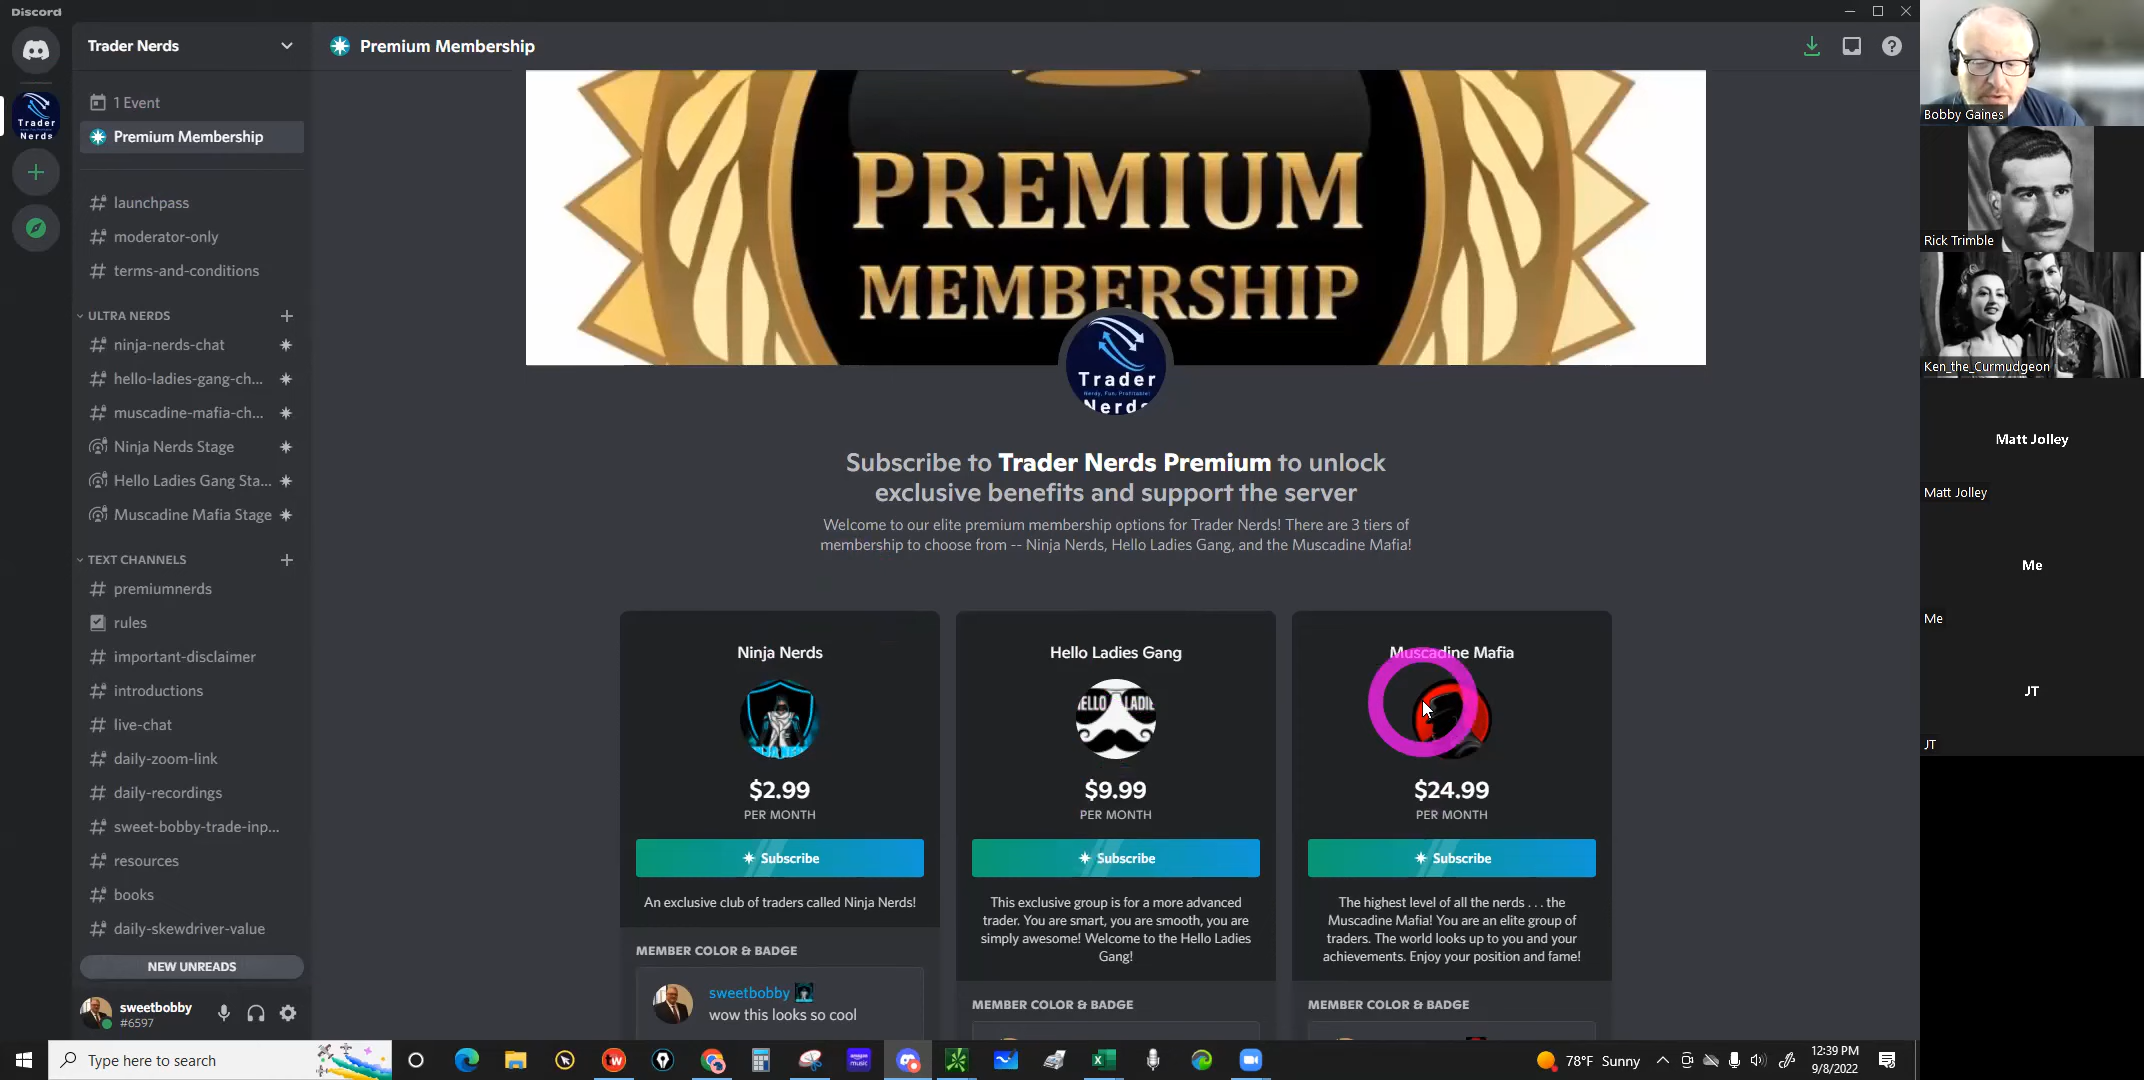 Discord
Trader Nerds
1 Event
Premium Membership
launchpass
moderator-only
terms-and-conditions
ULTRA NERDS
ninja-nerds-chat
hello-ladies-gang-ch...
muscadine-mafia-ch...
Ninja Nerds Stage
Hello Ladies Gang Sta...
Muscadine Mafia Stage
TEXT CHANNELS
premiumnerds
rules
important-disclaimer
introductions
live-chat
daily-zoom-link
daily-recordings
sweet-bobby-trade-inp...
resources
books
daily-skewdriver-value
NEW UNREADS
sweetbobby
#6597
Trader
Nerds
Premium Membership
PREMIUM
MEMBERSHIP
Trader
Nerdy, Fun, Profitable!
Nerds
Subscribe to Trader Nerds Premium to unlock
exclusive benefits and support the server
Welcome to our elite premium membership options for Trader Nerds! There are 3 tiers of
membership to choose from -- Ninja Nerds, Hello Ladies Gang, and the Muscadine Mafia!
Ninja Nerds
NINJA NERDS
$2.99
PER MONTH
Subscribe
An exclusive club of traders called Ninja Nerds!
MEMBER COLOR & BADGE
sweetbobby
wow this looks so cool
Hello Ladies Gang
HELLO LADIE
$9.99
PER MONTH
Subscribe
This exclusive group is for a more advanced
trader. You are smart, you are smooth, you are
simply awesome! Welcome to the Hello Ladies
Gang!
MEMBER COLOR & BADGE
Muscadine Mafia
$24.99
PER MONTH
Subscribe
The highest level of all the nerds . . . the
Muscadine Mafia! You are an elite group of
traders. The world looks up to you and your
achievements. Enjoy your position and fame!
MEMBER COLOR & BADGE
Bobby Gaines
Rick Trimble
Ken_the_Curmudgeon
Matt Jolley
Matt Jolley
Me
Me
JT
JT
Type here to search
tw
amazon music
78°F Sunny
12:39 PM
9/8/2022